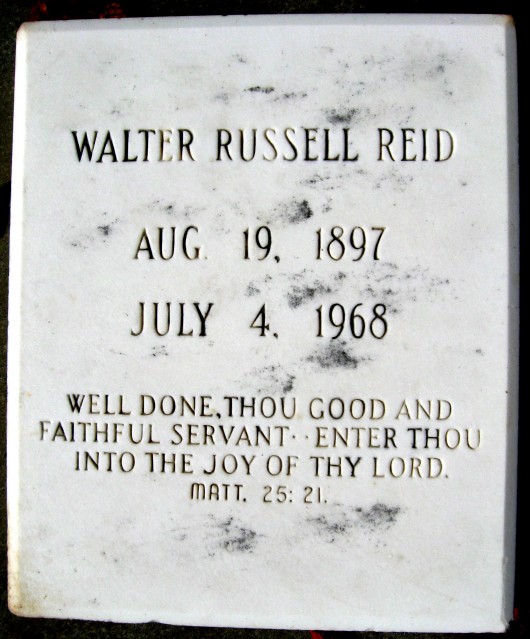 WALTER RUSSELL REID
AUG. 19, 1897
JULY 4, 1968
WELL DONE, THOU GOOD AND
FAITHFUL SERVANT··ENTER THOU
INTO THE JOY OF THY LORD.
MATT. 25: 21.